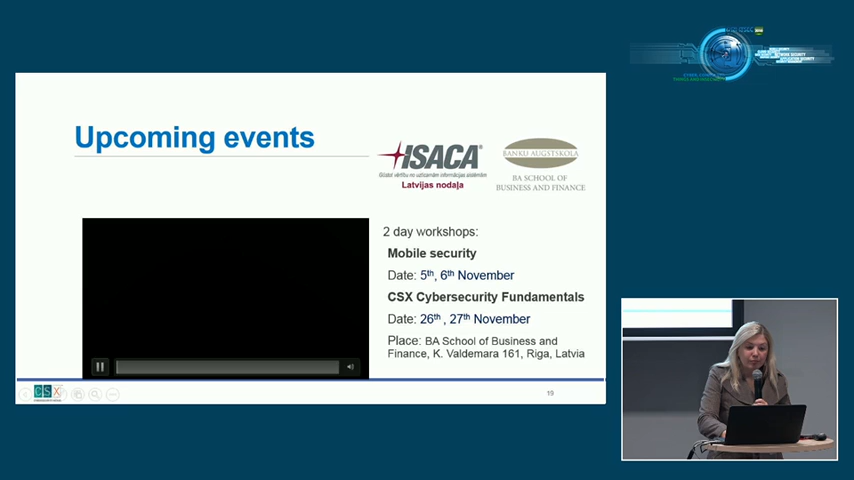 Upcoming events
ISACA®
Latvijas nodaļa
BANKU AUGSTSKOLA
BA SCHOOL OF
BUSINESS AND FINANCE
2 day workshops:
Mobile security
Date: 5th, 6th November
CSX Cybersecurity Fundamentals
Date: 26th , 27th November
Place: BA School of Business and
Finance, K. Valdemara 161, Riga, Latvia
CSX
19